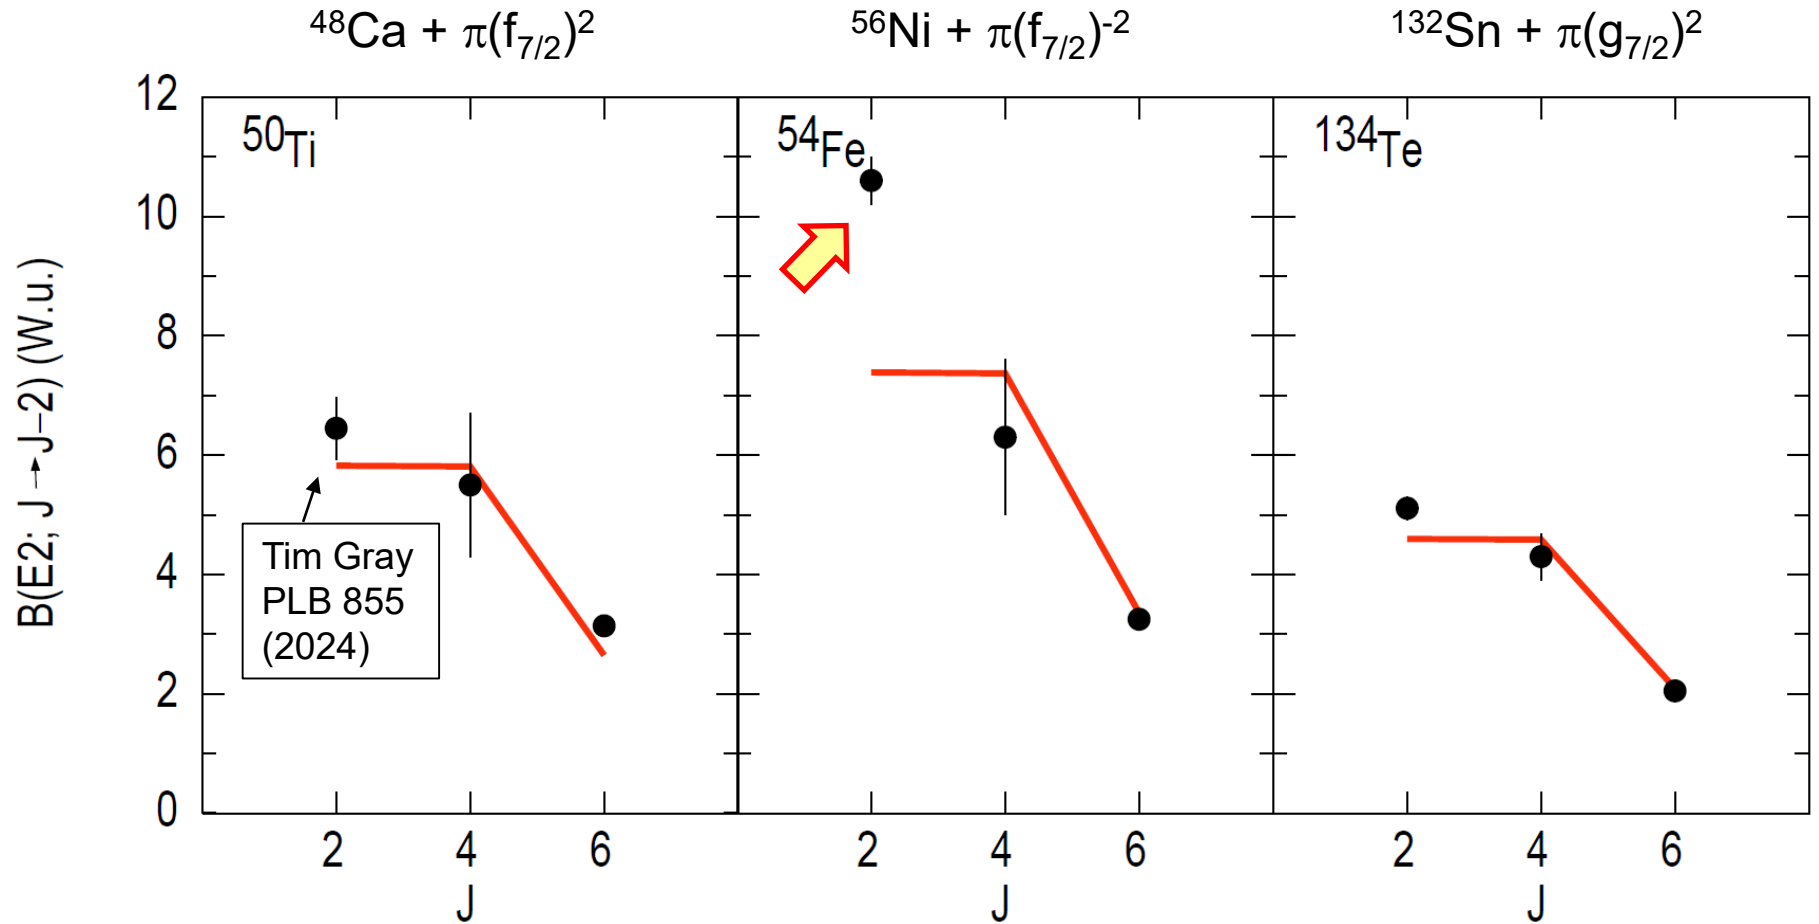 ⁴⁸Ca + π(f₇/₂)² ⁵⁶Ni + π(f₇/₂)⁻² ¹³²Sn + π(g₇/₂)²
12
10
8
6
4
2
0
B(E2; J → J−2) (W.u.)
⁵⁰Ti ⁵⁴Fe ¹³⁴Te
Tim Gray
PLB 855
(2024)
2 4 6 2 4 6 2 4 6
J J J